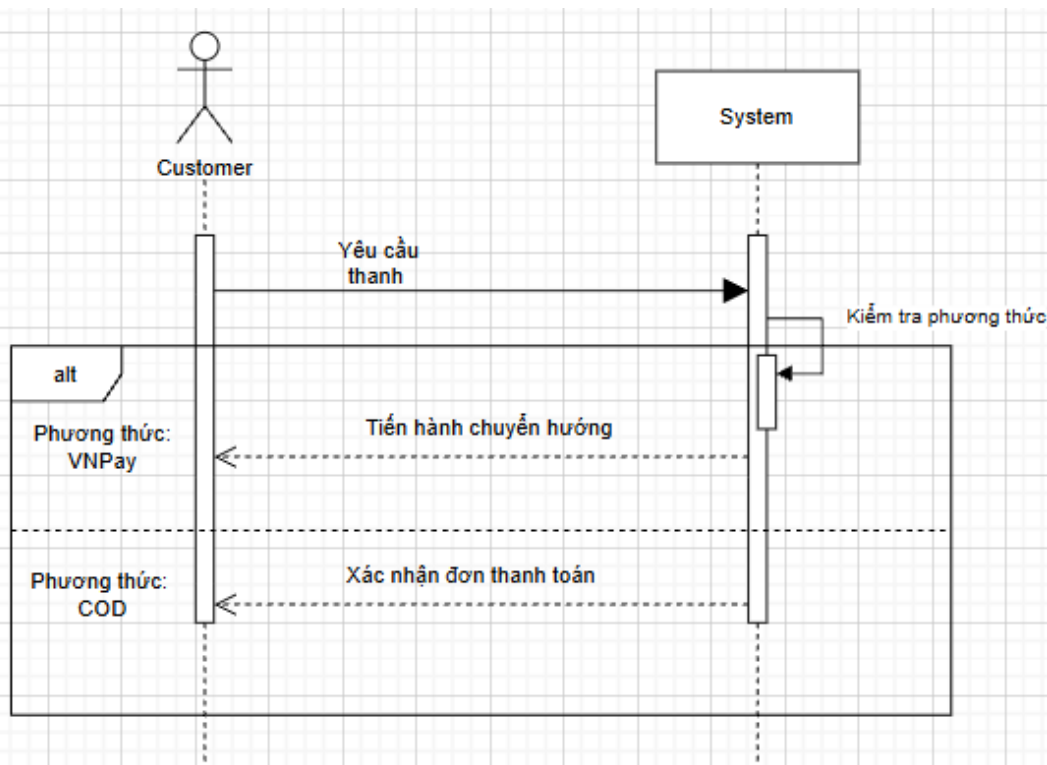 Customer
System
Yêu cầu
thanh
Kiểm tra phương thức
alt
Phương thức:
VNPay
Tiến hành chuyển hướng
Phương thức:
COD
Xác nhận đơn thanh toán